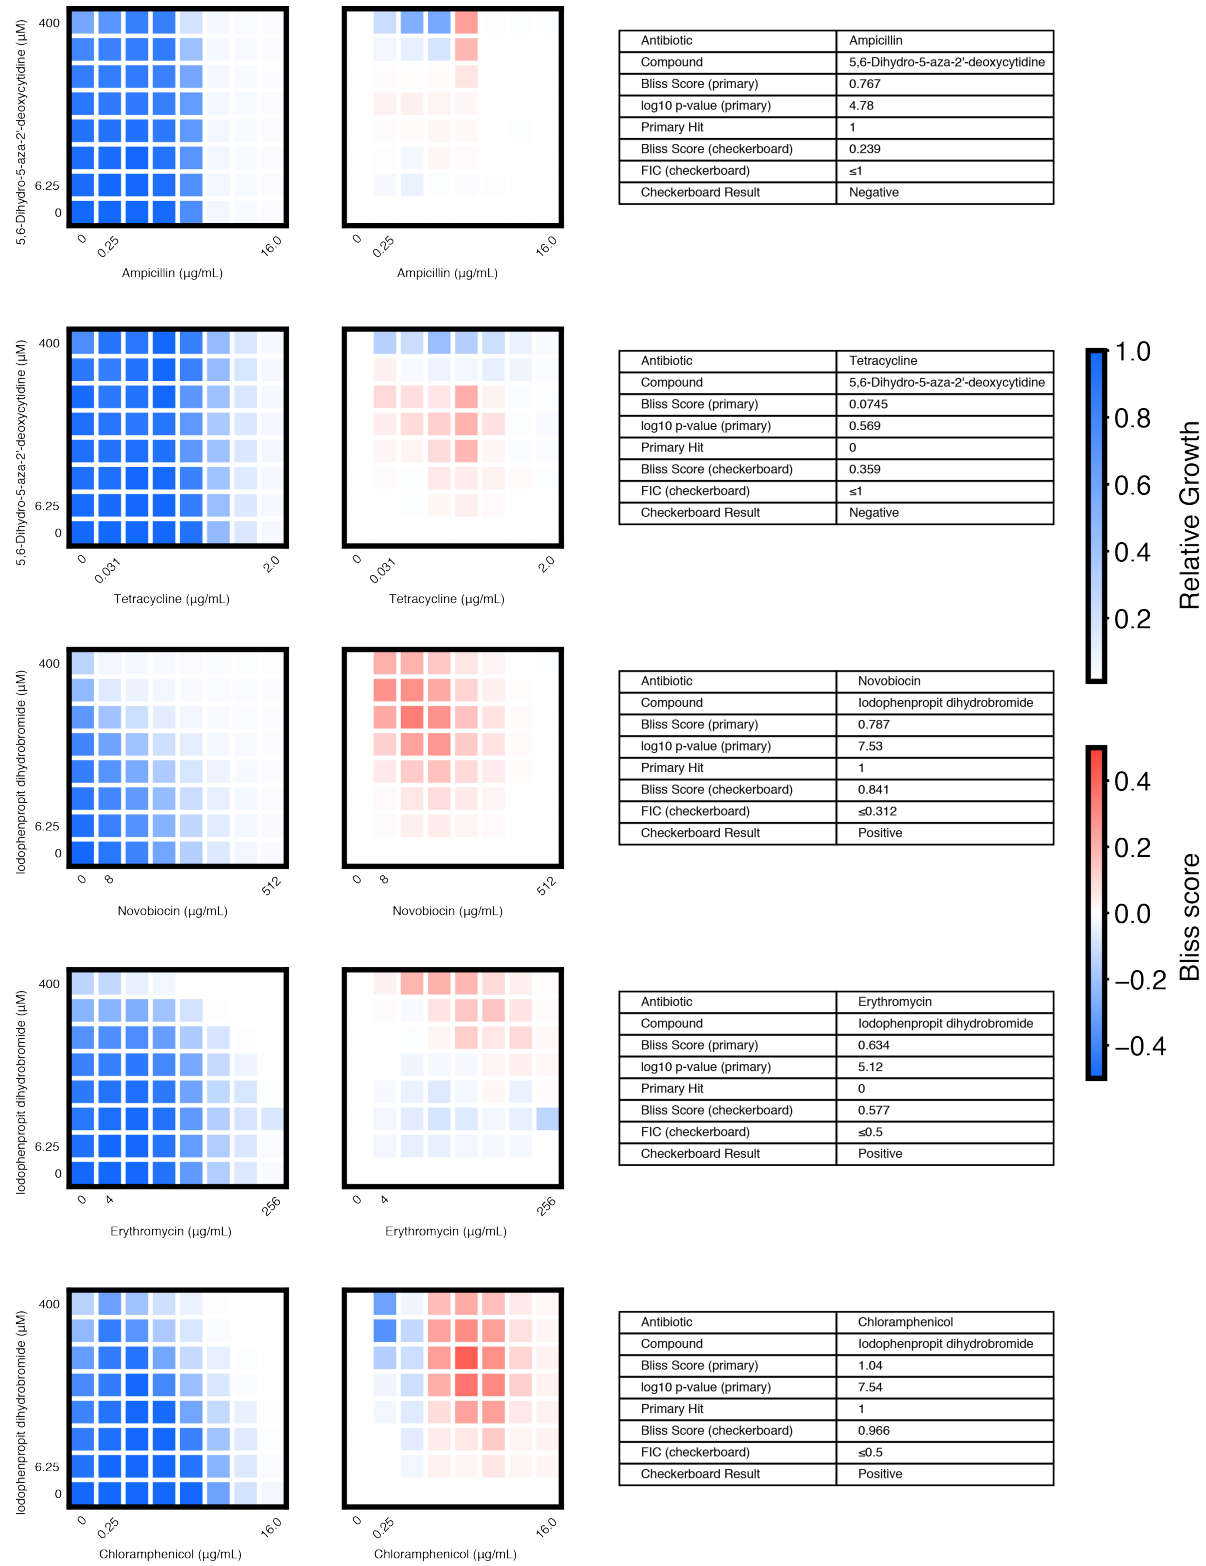 5,6-Dihydro-5-aza-2'-deoxycytidine (µM)
400
6.25
0
0
0.25
16.0
Ampicillin (µg/mL)
0
0.25
16.0
Ampicillin (µg/mL)
Antibiotic Ampicillin
Compound 5,6-Dihydro-5-aza-2'-deoxycytidine
Bliss Score (primary) 0.767
log10 p-value (primary) 4.78
Primary Hit 1
Bliss Score (checkerboard) 0.239
FIC (checkerboard) ≤1
Checkerboard Result Negative
5,6-Dihydro-5-aza-2'-deoxycytidine (µM)
400
6.25
0
0
0.031
2.0
Tetracycline (µg/mL)
0
0.031
2.0
Tetracycline (µg/mL)
Antibiotic Tetracycline
Compound 5,6-Dihydro-5-aza-2'-deoxycytidine
Bliss Score (primary) 0.0745
log10 p-value (primary) 0.569
Primary Hit 0
Bliss Score (checkerboard) 0.359
FIC (checkerboard) ≤1
Checkerboard Result Negative
Iodophenpropit dihydrobromide (µM)
400
6.25
0
0
8
512
Novobiocin (µg/mL)
0
8
512
Novobiocin (µg/mL)
Antibiotic Novobiocin
Compound Iodophenpropit dihydrobromide
Bliss Score (primary) 0.787
log10 p-value (primary) 7.53
Primary Hit 1
Bliss Score (checkerboard) 0.841
FIC (checkerboard) ≤0.312
Checkerboard Result Positive
Iodophenpropit dihydrobromide (µM)
400
6.25
0
0
4
256
Erythromycin (µg/mL)
0
4
256
Erythromycin (µg/mL)
Antibiotic Erythromycin
Compound Iodophenpropit dihydrobromide
Bliss Score (primary) 0.634
log10 p-value (primary) 5.12
Primary Hit 0
Bliss Score (checkerboard) 0.577
FIC (checkerboard) ≤0.5
Checkerboard Result Positive
Iodophenpropit dihydrobromide (µM)
400
6.25
0
0
0.25
16.0
Chloramphenicol (µg/mL)
0
0.25
16.0
Chloramphenicol (µg/mL)
Antibiotic Chloramphenicol
Compound Iodophenpropit dihydrobromide
Bliss Score (primary) 1.04
log10 p-value (primary) 7.54
Primary Hit 1
Bliss Score (checkerboard) 0.966
FIC (checkerboard) ≤0.5
Checkerboard Result Positive
1.0
0.8
0.6
0.4
0.2
Relative Growth
0.4
0.2
0.0
−0.2
−0.4
Bliss score